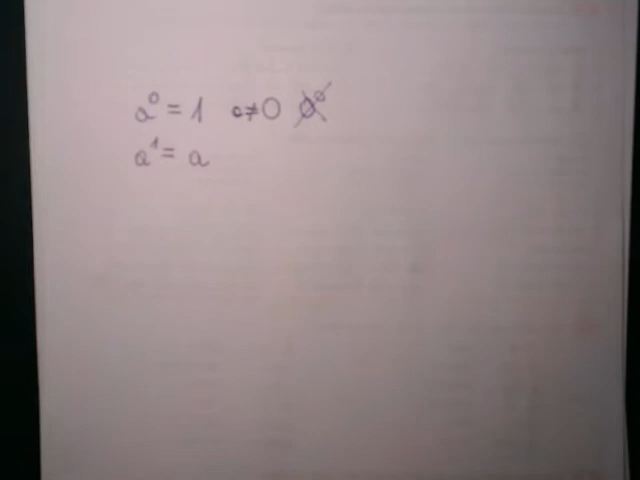 a⁰ = 1 a≠0 0⁰
a¹ = a